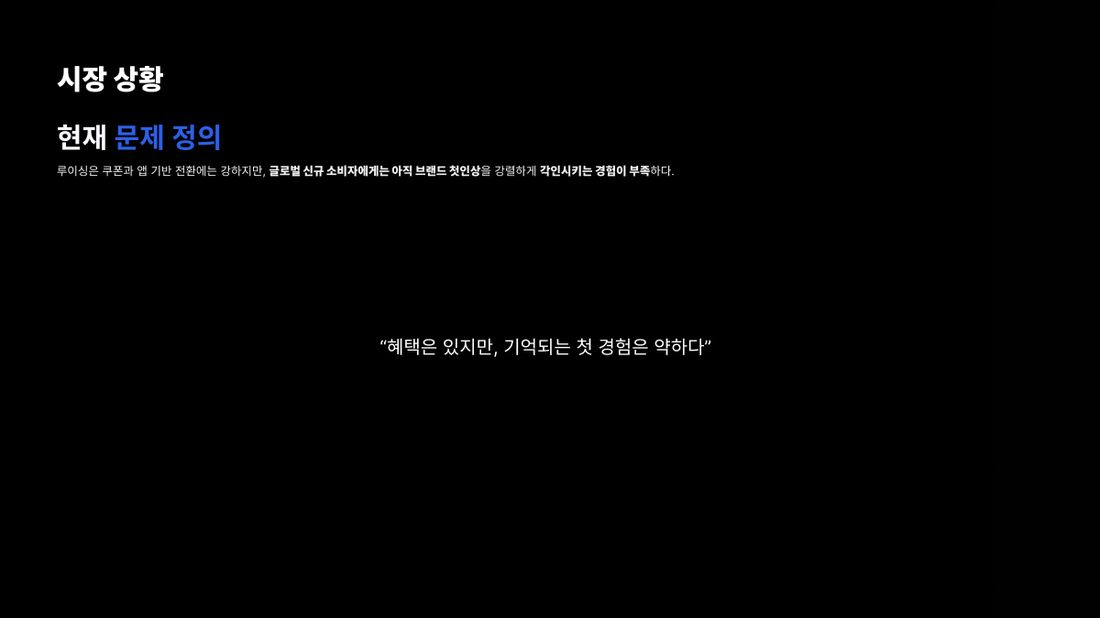 시장 상황
현재 문제 정의
루이싱은 쿠폰과 앱 기반 전환에는 강하지만, 글로벌 신규 소비자에게는 아직 브랜드 첫인상을 강렬하게 각인시키는 경험이 부족하다.
“혜택은 있지만, 기억되는 첫 경험은 약하다”